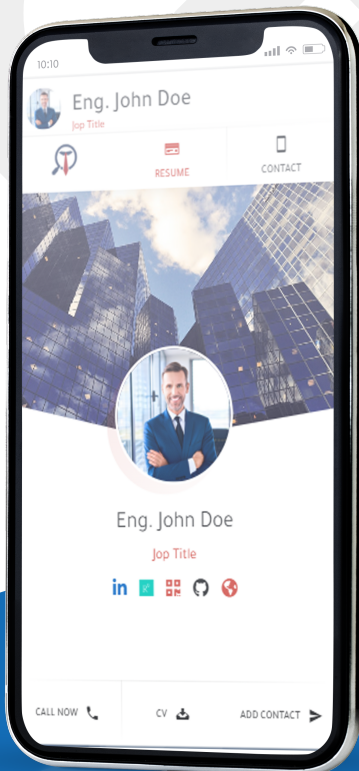 10:10
Eng. John Doe
Jop Title
RESUME
CONTACT
Eng. John Doe
Jop Title
in
CALL NOW
CV
ADD CONTACT